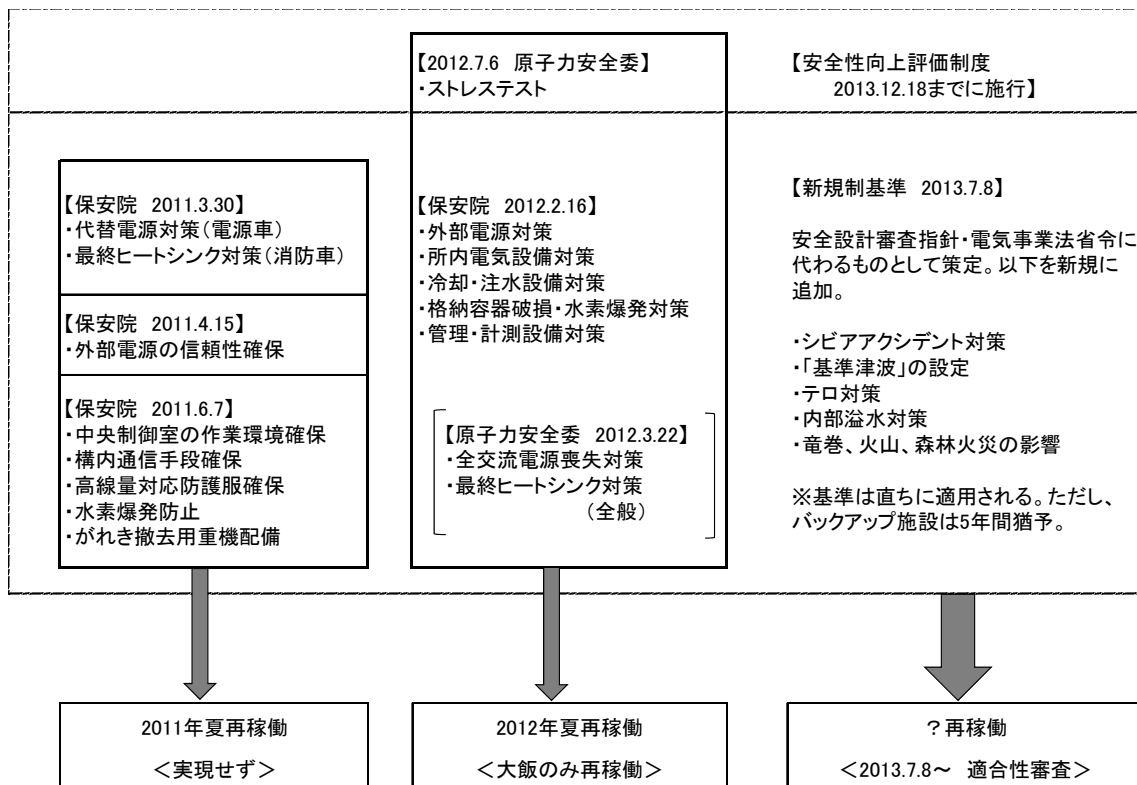 【2012.7.6 原子力安全委】
・ストレステスト
【安全性向上評価制度
2013.12.18までに施行】
【保安院 2011.3.30】
・代替電源対策(電源車)
・最終ヒートシンク対策(消防車)
【保安院 2011.4.15】
・外部電源の信頼性確保
【保安院 2011.6.7】
・中央制御室の作業環境確保
・構内通信手段確保
・高線量対応防護服確保
・水素爆発防止
・がれき撤去用重機配備
【保安院 2012.2.16】
・外部電源対策
・所内電気設備対策
・冷却・注水設備対策
・格納容器破損・水素爆発対策
・管理・計測設備対策
【原子力安全委 2012.3.22】
・全交流電源喪失対策
・最終ヒートシンク対策
(全般)
【新規制基準 2013.7.8】
安全設計審査指針・電気事業法省令に
代わるものとして策定。以下を新規に
追加。
・シビアアクシデント対策
・「基準津波」の設定
・テロ対策
・内部溢水対策
・竜巻、火山、森林火災の影響
※基準は直ちに適用される。ただし、
バックアップ施設は5年間猶予。
2011年夏再稼働
＜実現せず＞
2012年夏再稼働
＜大飯のみ再稼働＞
？再稼働
＜2013.7.8～ 適合性審査＞